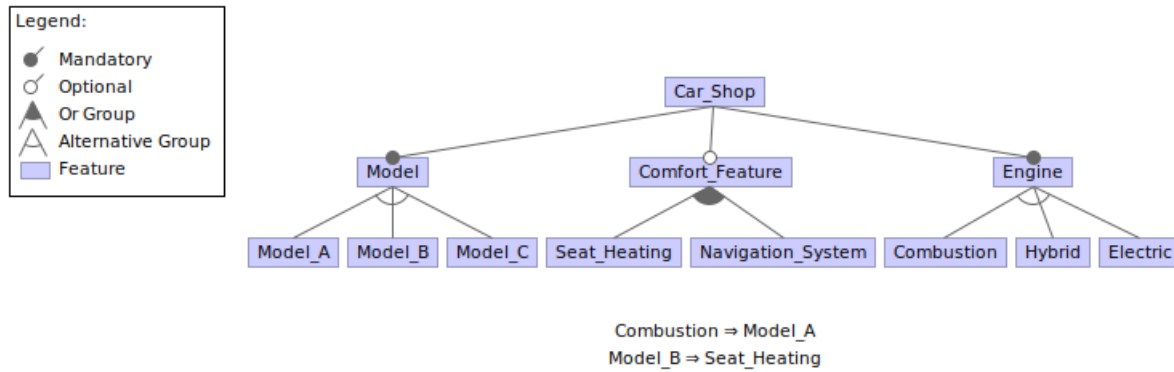 Legend:
Mandatory
Optional
Or Group
Alternative Group
Feature
Car_Shop
Model
Comfort_Feature
Engine
Model_A
Model_B
Model_C
Seat_Heating
Navigation_System
Combustion
Hybrid
Electric
Combustion ⇒ Model_A
Model_B ⇒ Seat_Heating